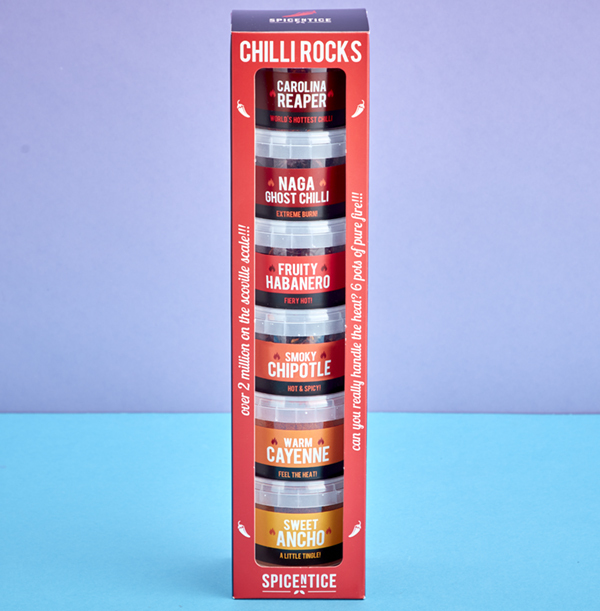 SPICENTICE
CHILLI ROCKS
CAROLINA
REAPER
WORLD'S HOTTEST CHILLI
NAGA
GHOST CHILLI
EXTREME BURN!
FRUITY
HABANERO
FIERY HOT!
SMOKY
CHIPOTLE
HOT & SPICY!
WARM
CAYENNE
FEEL THE HEAT!
SWEET
ANCHO
A LITTLE TINGLE!
over 2 million on the scoville scale!!!
can you really handle the heat? 6 pots of pure fire!!!
SPICENTICE